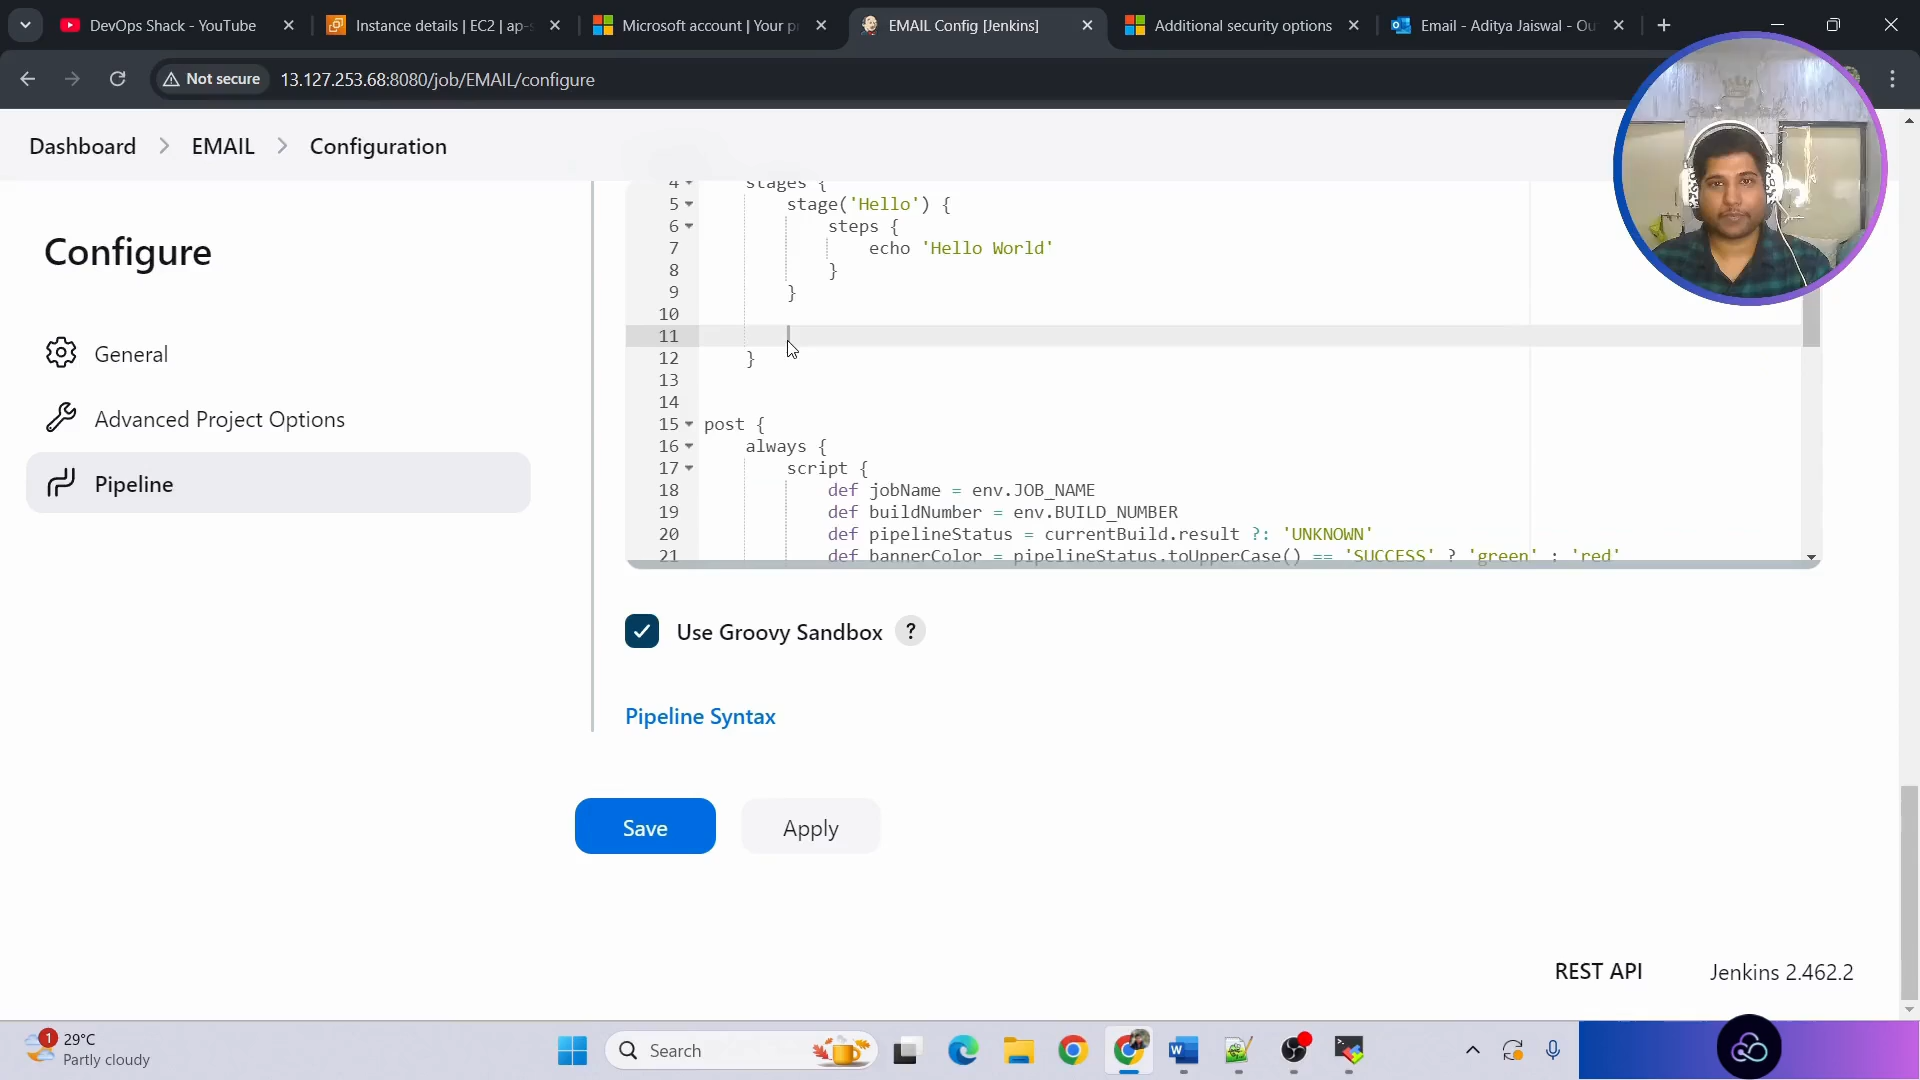 DevOps Shack - YouTube
Instance details | EC2 | ap-s
Microsoft account | Your p
EMAIL Config [Jenkins]
Additional security options
Email - Aditya Jaiswal - Ou
Not secure
13.127.253.68:8080/job/EMAIL/configure
Dashboard
EMAIL
Configuration
Configure
General
Advanced Project Options
Pipeline
4 stages {
5 stage('Hello') {
6 steps {
7 echo 'Hello World'
8 }
9 }
10
11
12 }
13
14
15 post {
16 always {
17 script {
18 def jobName = env.JOB_NAME
19 def buildNumber = env.BUILD_NUMBER
20 def pipelineStatus = currentBuild.result ?: 'UNKNOWN'
21 def bannerColor = pipelineStatus.toUpperCase() == 'SUCCESS' ? 'green' : 'red'
Use Groovy Sandbox ?
Pipeline Syntax
Save
Apply
REST API
Jenkins 2.462.2
1
29°C
Partly cloudy
Search